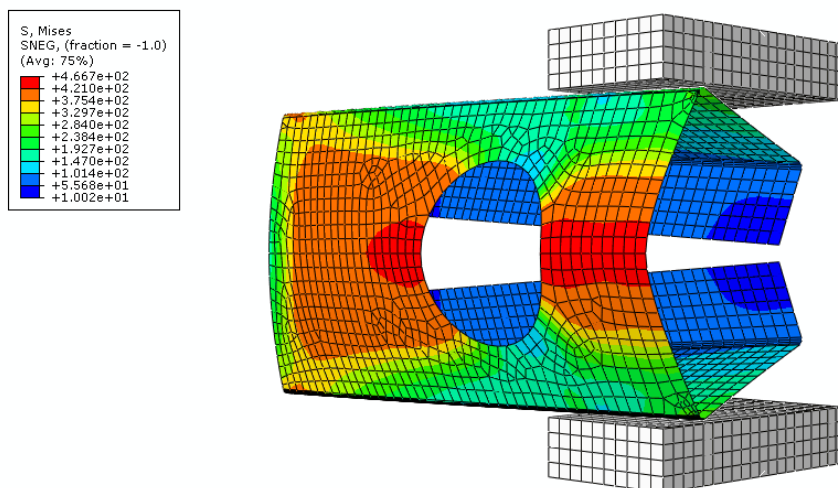 S, Mises
SNEG, (fraction = -1.0)
(Avg: 75%)
+4.667e+02
+4.210e+02
+3.754e+02
+3.297e+02
+2.840e+02
+2.384e+02
+1.927e+02
+1.470e+02
+1.014e+02
+5.568e+01
+1.002e+01